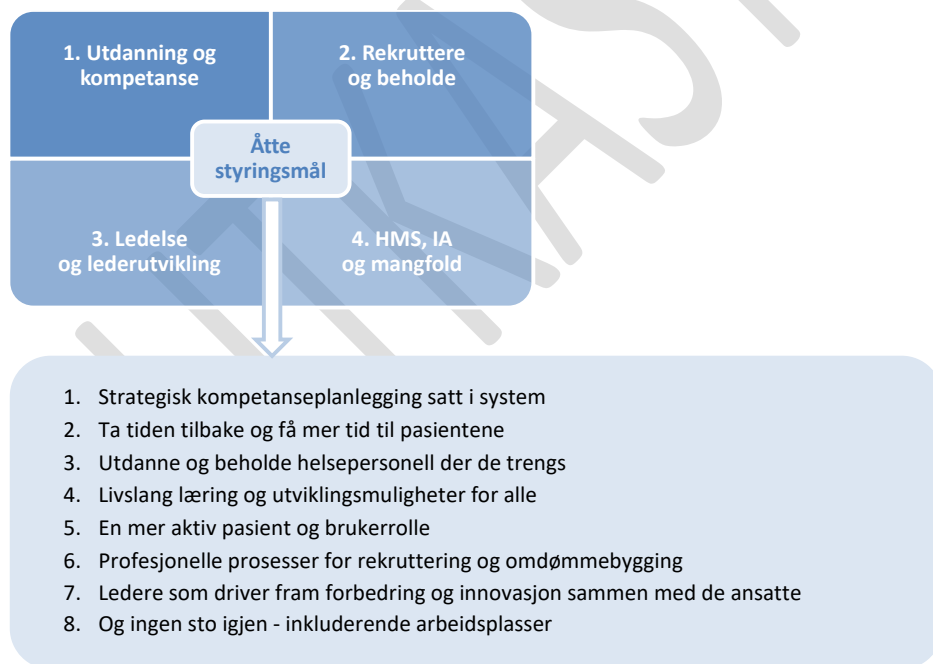 1. Utdanning og
kompetanse
2. Rekruttere
og beholde
Åtte
styringsmål
3. Ledelse
og lederutvikling
4. HMS, IA
og mangfold
1. Strategisk kompetanseplanlegging satt i system
2. Ta tiden tilbake og få mer tid til pasientene
3. Utdanne og beholde helsepersonell der de trengs
4. Livslang læring og utviklingsmuligheter for alle
5. En mer aktiv pasient og brukerrolle
6. Profesjonelle prosesser for rekruttering og omdømmebygging
7. Ledere som driver fram forbedring og innovasjon sammen med de ansatte
8. Og ingen sto igjen - inkluderende arbeidsplasser